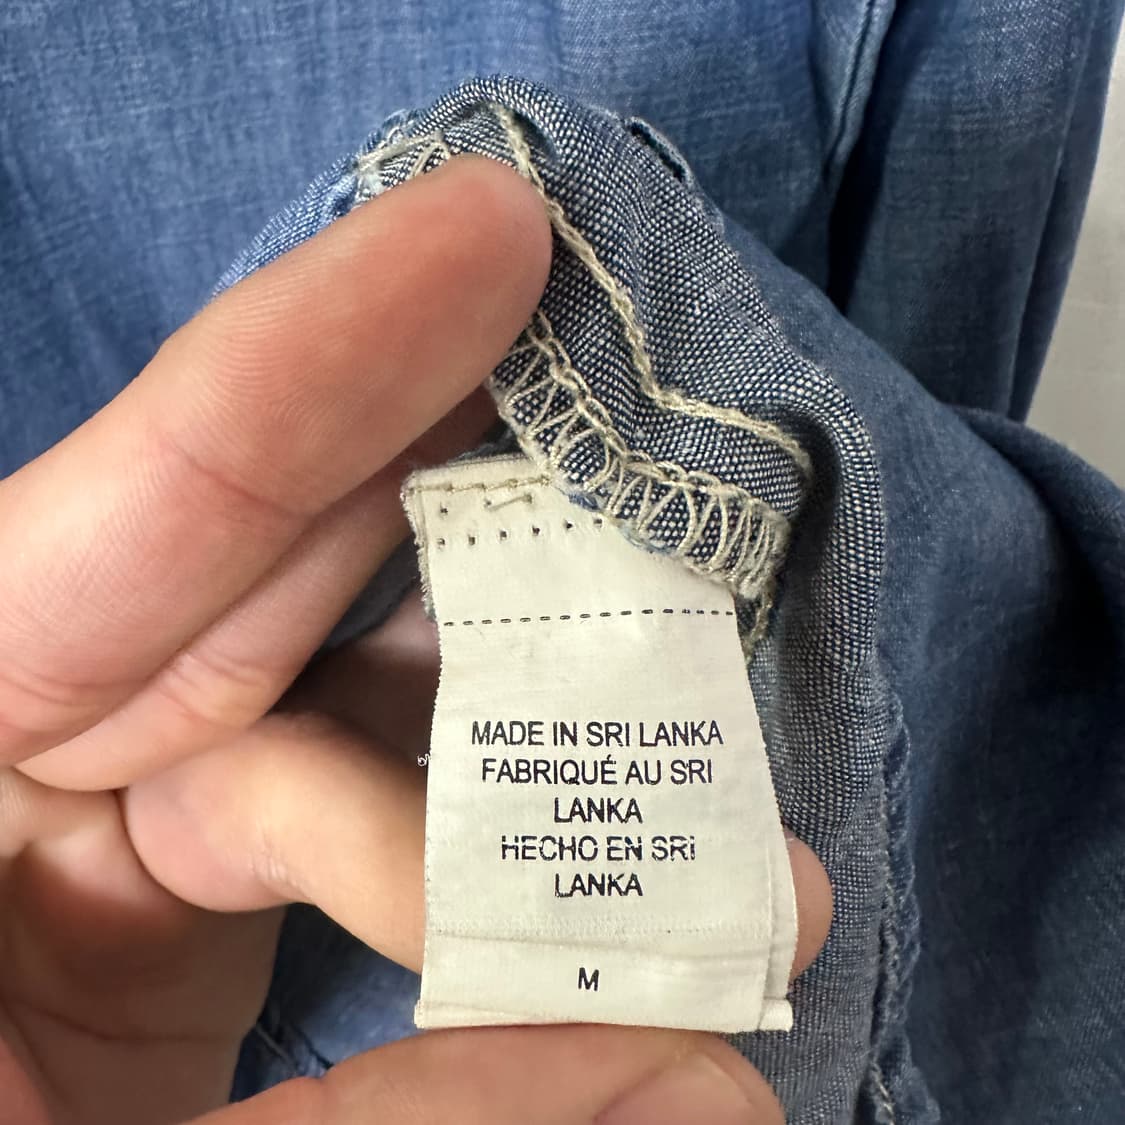 MADE IN SRI LANKA
FABRIQUÉ AU SRI
LANKA
HECHO EN SRI
LANKA
M